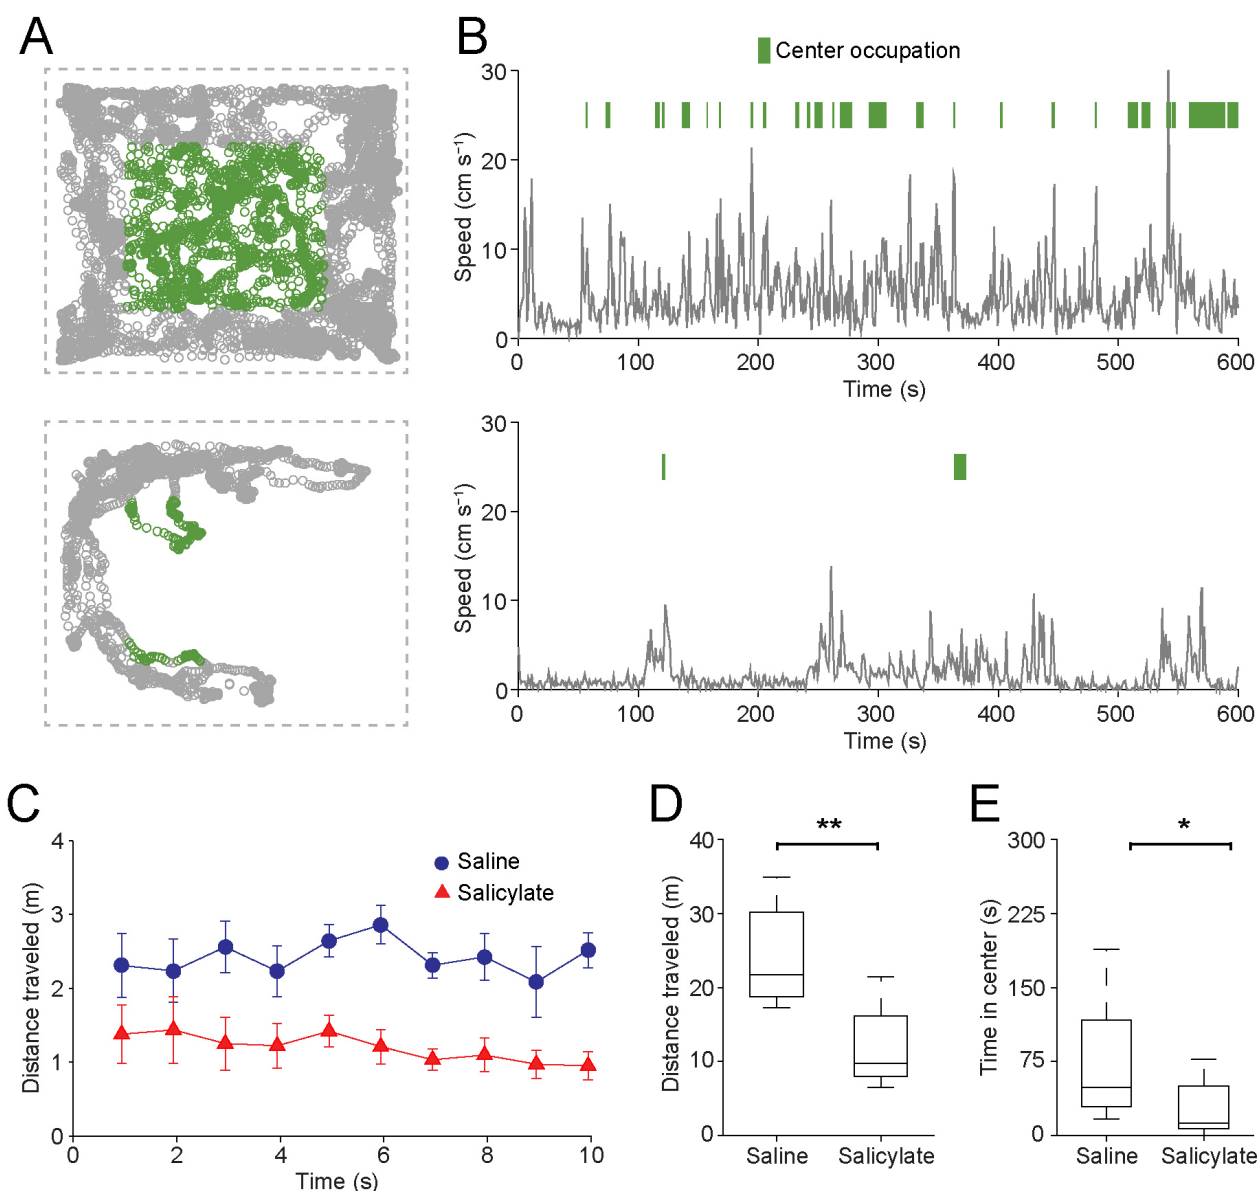 A
B
Center occupation
30
20
10
0
Speed (cm s⁻¹)
0 100 200 300 400 500 600
Time (s)
30
20
10
0
Speed (cm s⁻¹)
0 100 200 300 400 500 600
Time (s)
C
4
3
2
1
0
Distance traveled (m)
Saline
Salicylate
0 2 4 6 8 10
Time (s)
D
**
40
30
20
10
0
Distance traveled (m)
Saline Salicylate
E
*
300
225
150
75
0
Time in center (s)
Saline Salicylate